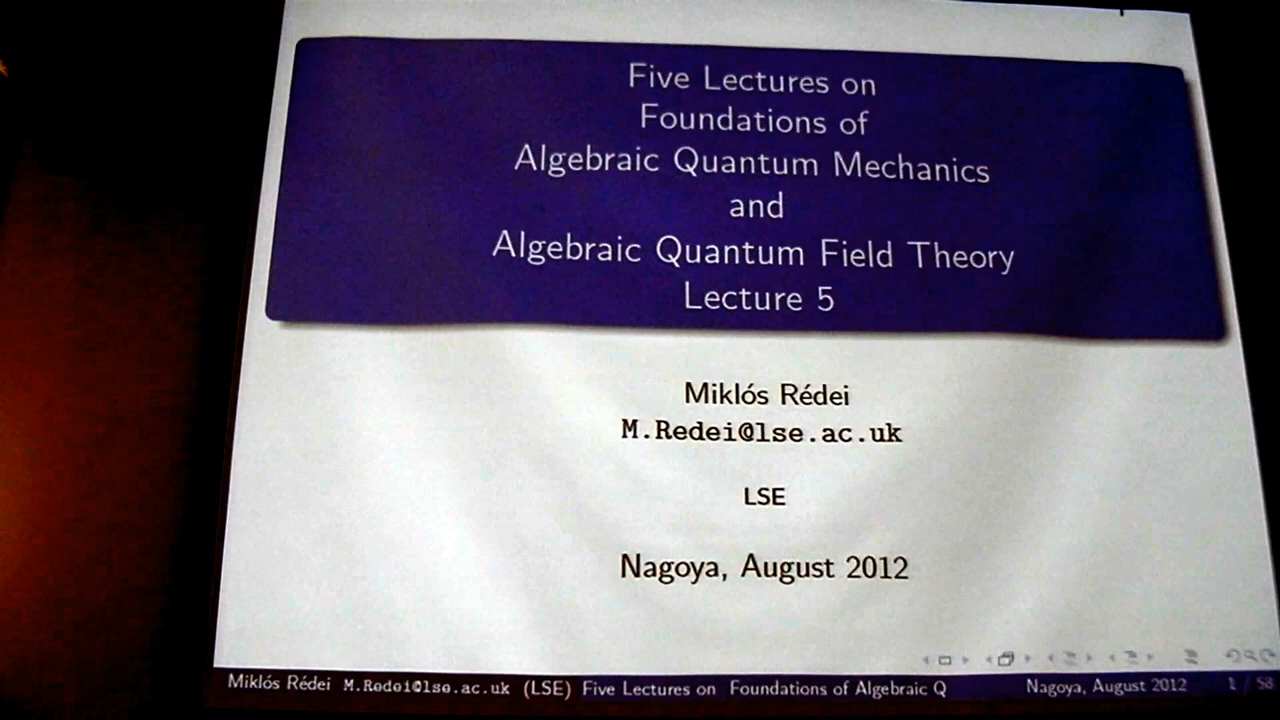 Five Lectures on
Foundations of
Algebraic Quantum Mechanics
and
Algebraic Quantum Field Theory
Lecture 5
Miklós Rédei
M.Redei@lse.ac.uk
LSE
Nagoya, August 2012
Miklós Rédei M.Redei@lse.ac.uk (LSE) Five Lectures on Foundations of Algebraic Q Nagoya, August 2012 1 / 58